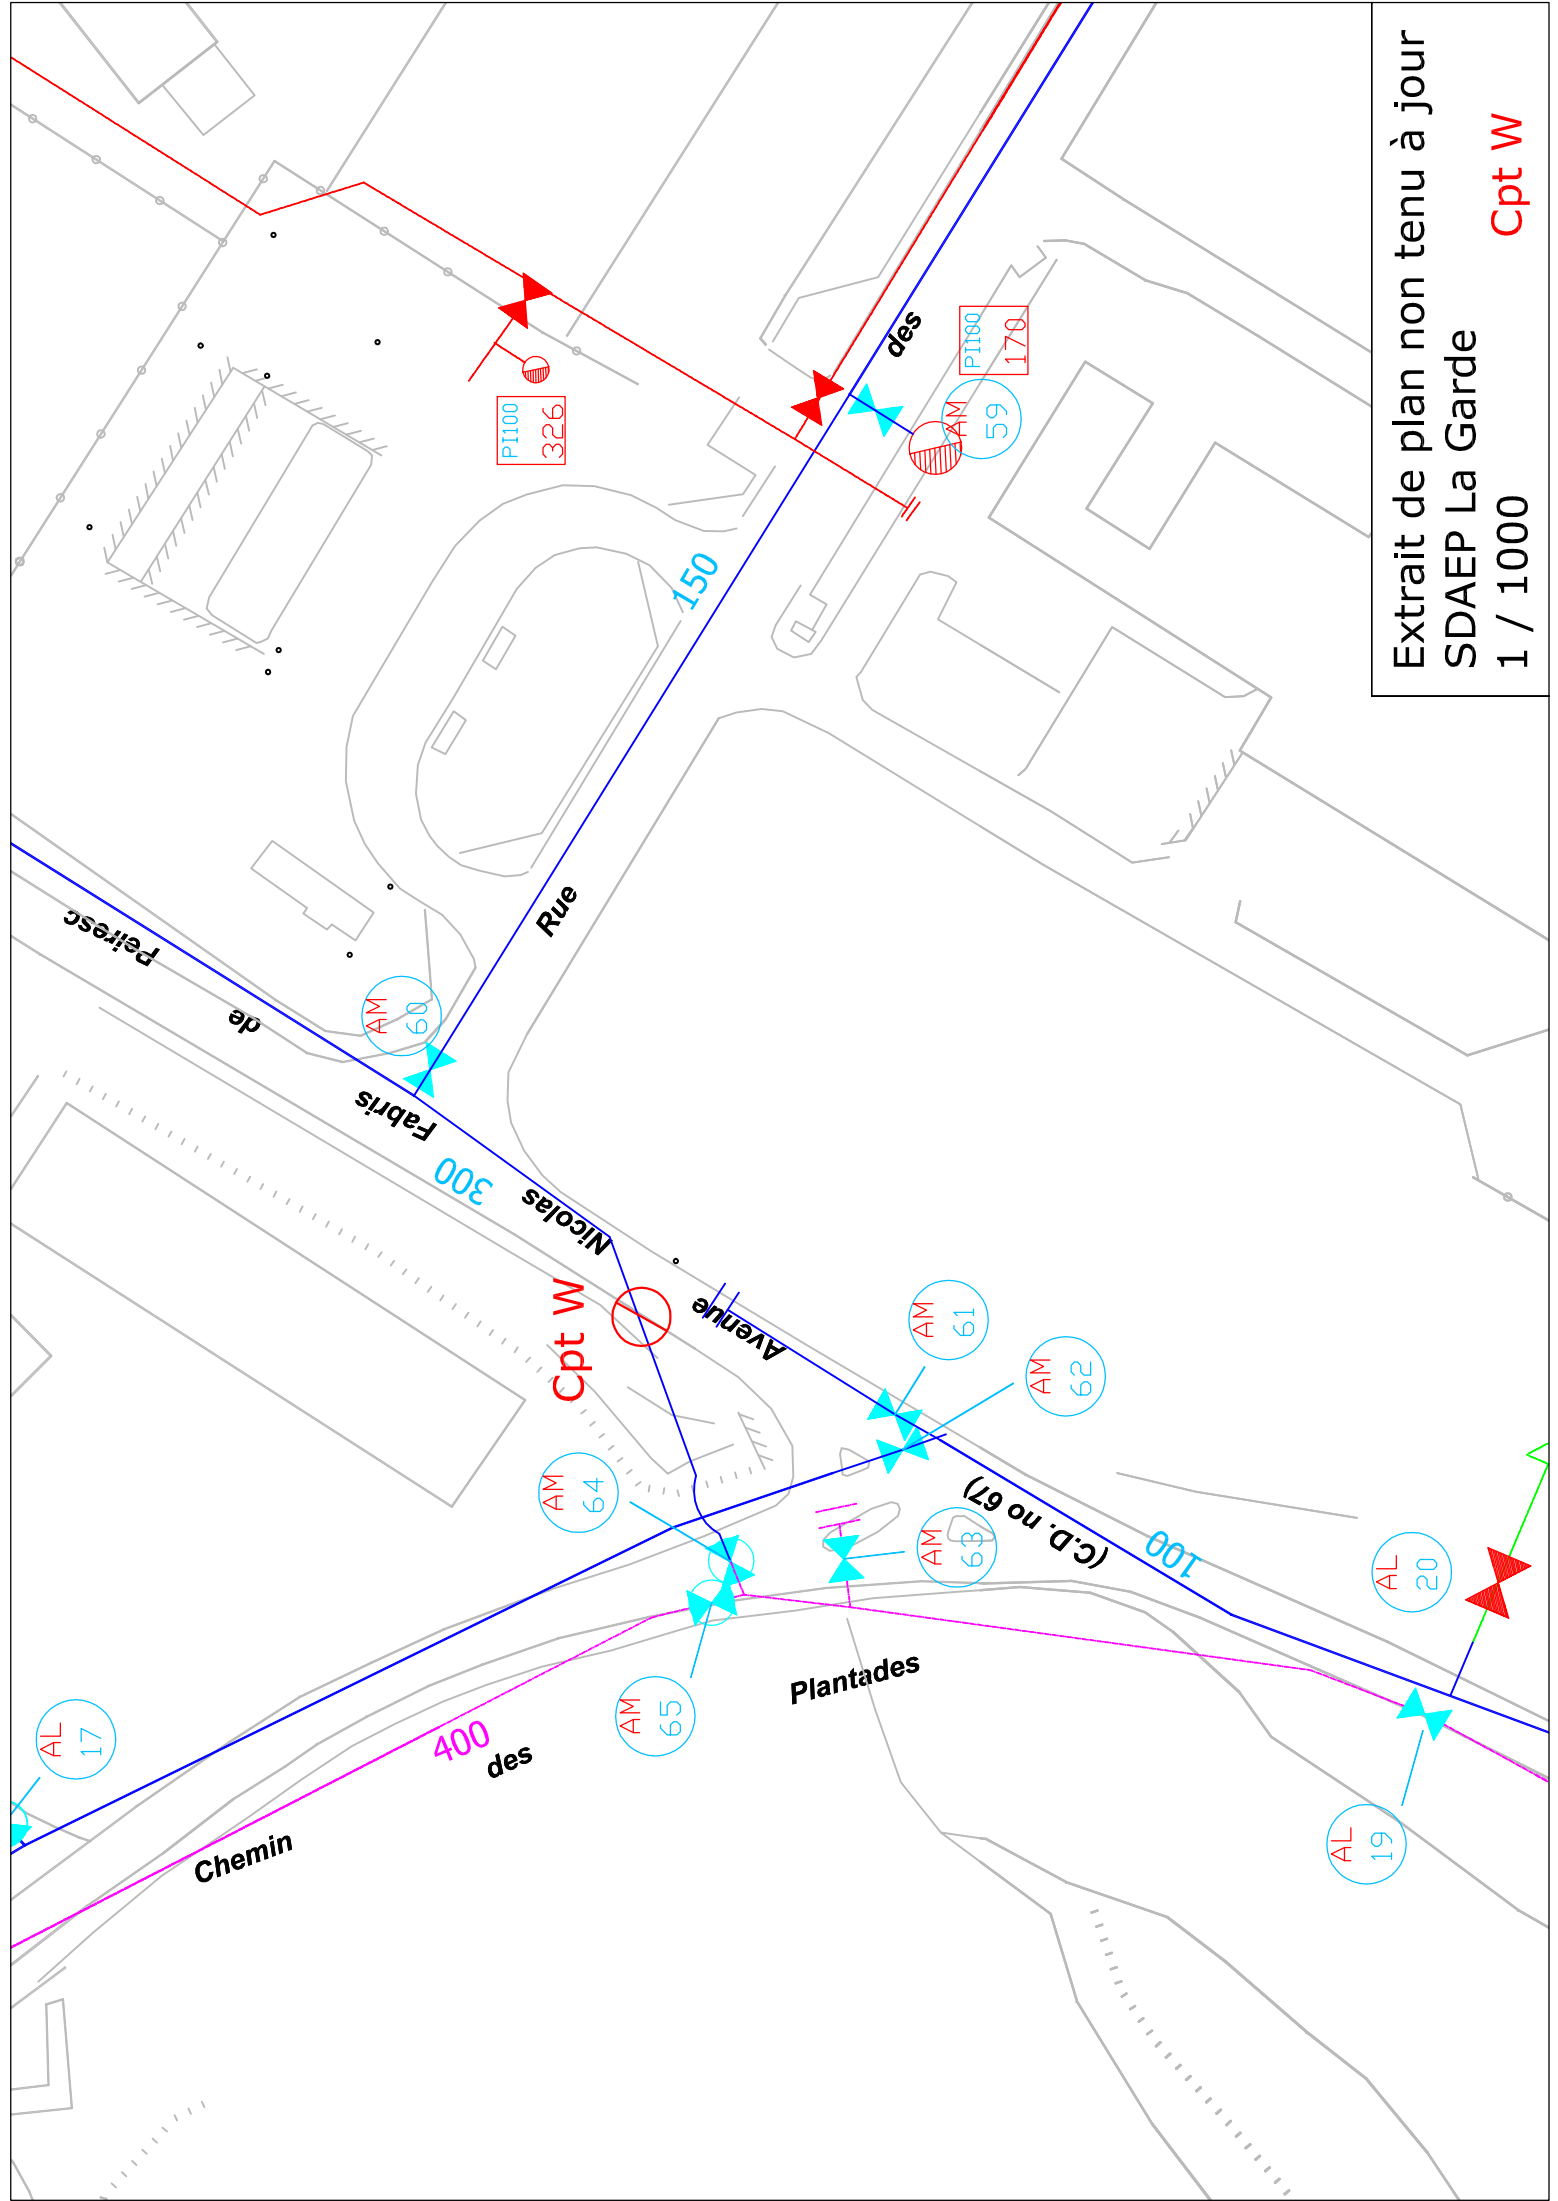 Extrait de plan non tenu à jour
SDAEP La Garde
1 / 1000
Cpt W
PI100
326
PI100
170
AM
59
des
150
Rue
AM
60
Avenue
Nicolas
Fabris
de
Peiresc
300
Cpt W
AM
61
AM
62
AM
64
AM
63
(C.D. no 67)
100
AM
65
AL
20
AL
19
AL
17
400
Chemin
des
Plantades